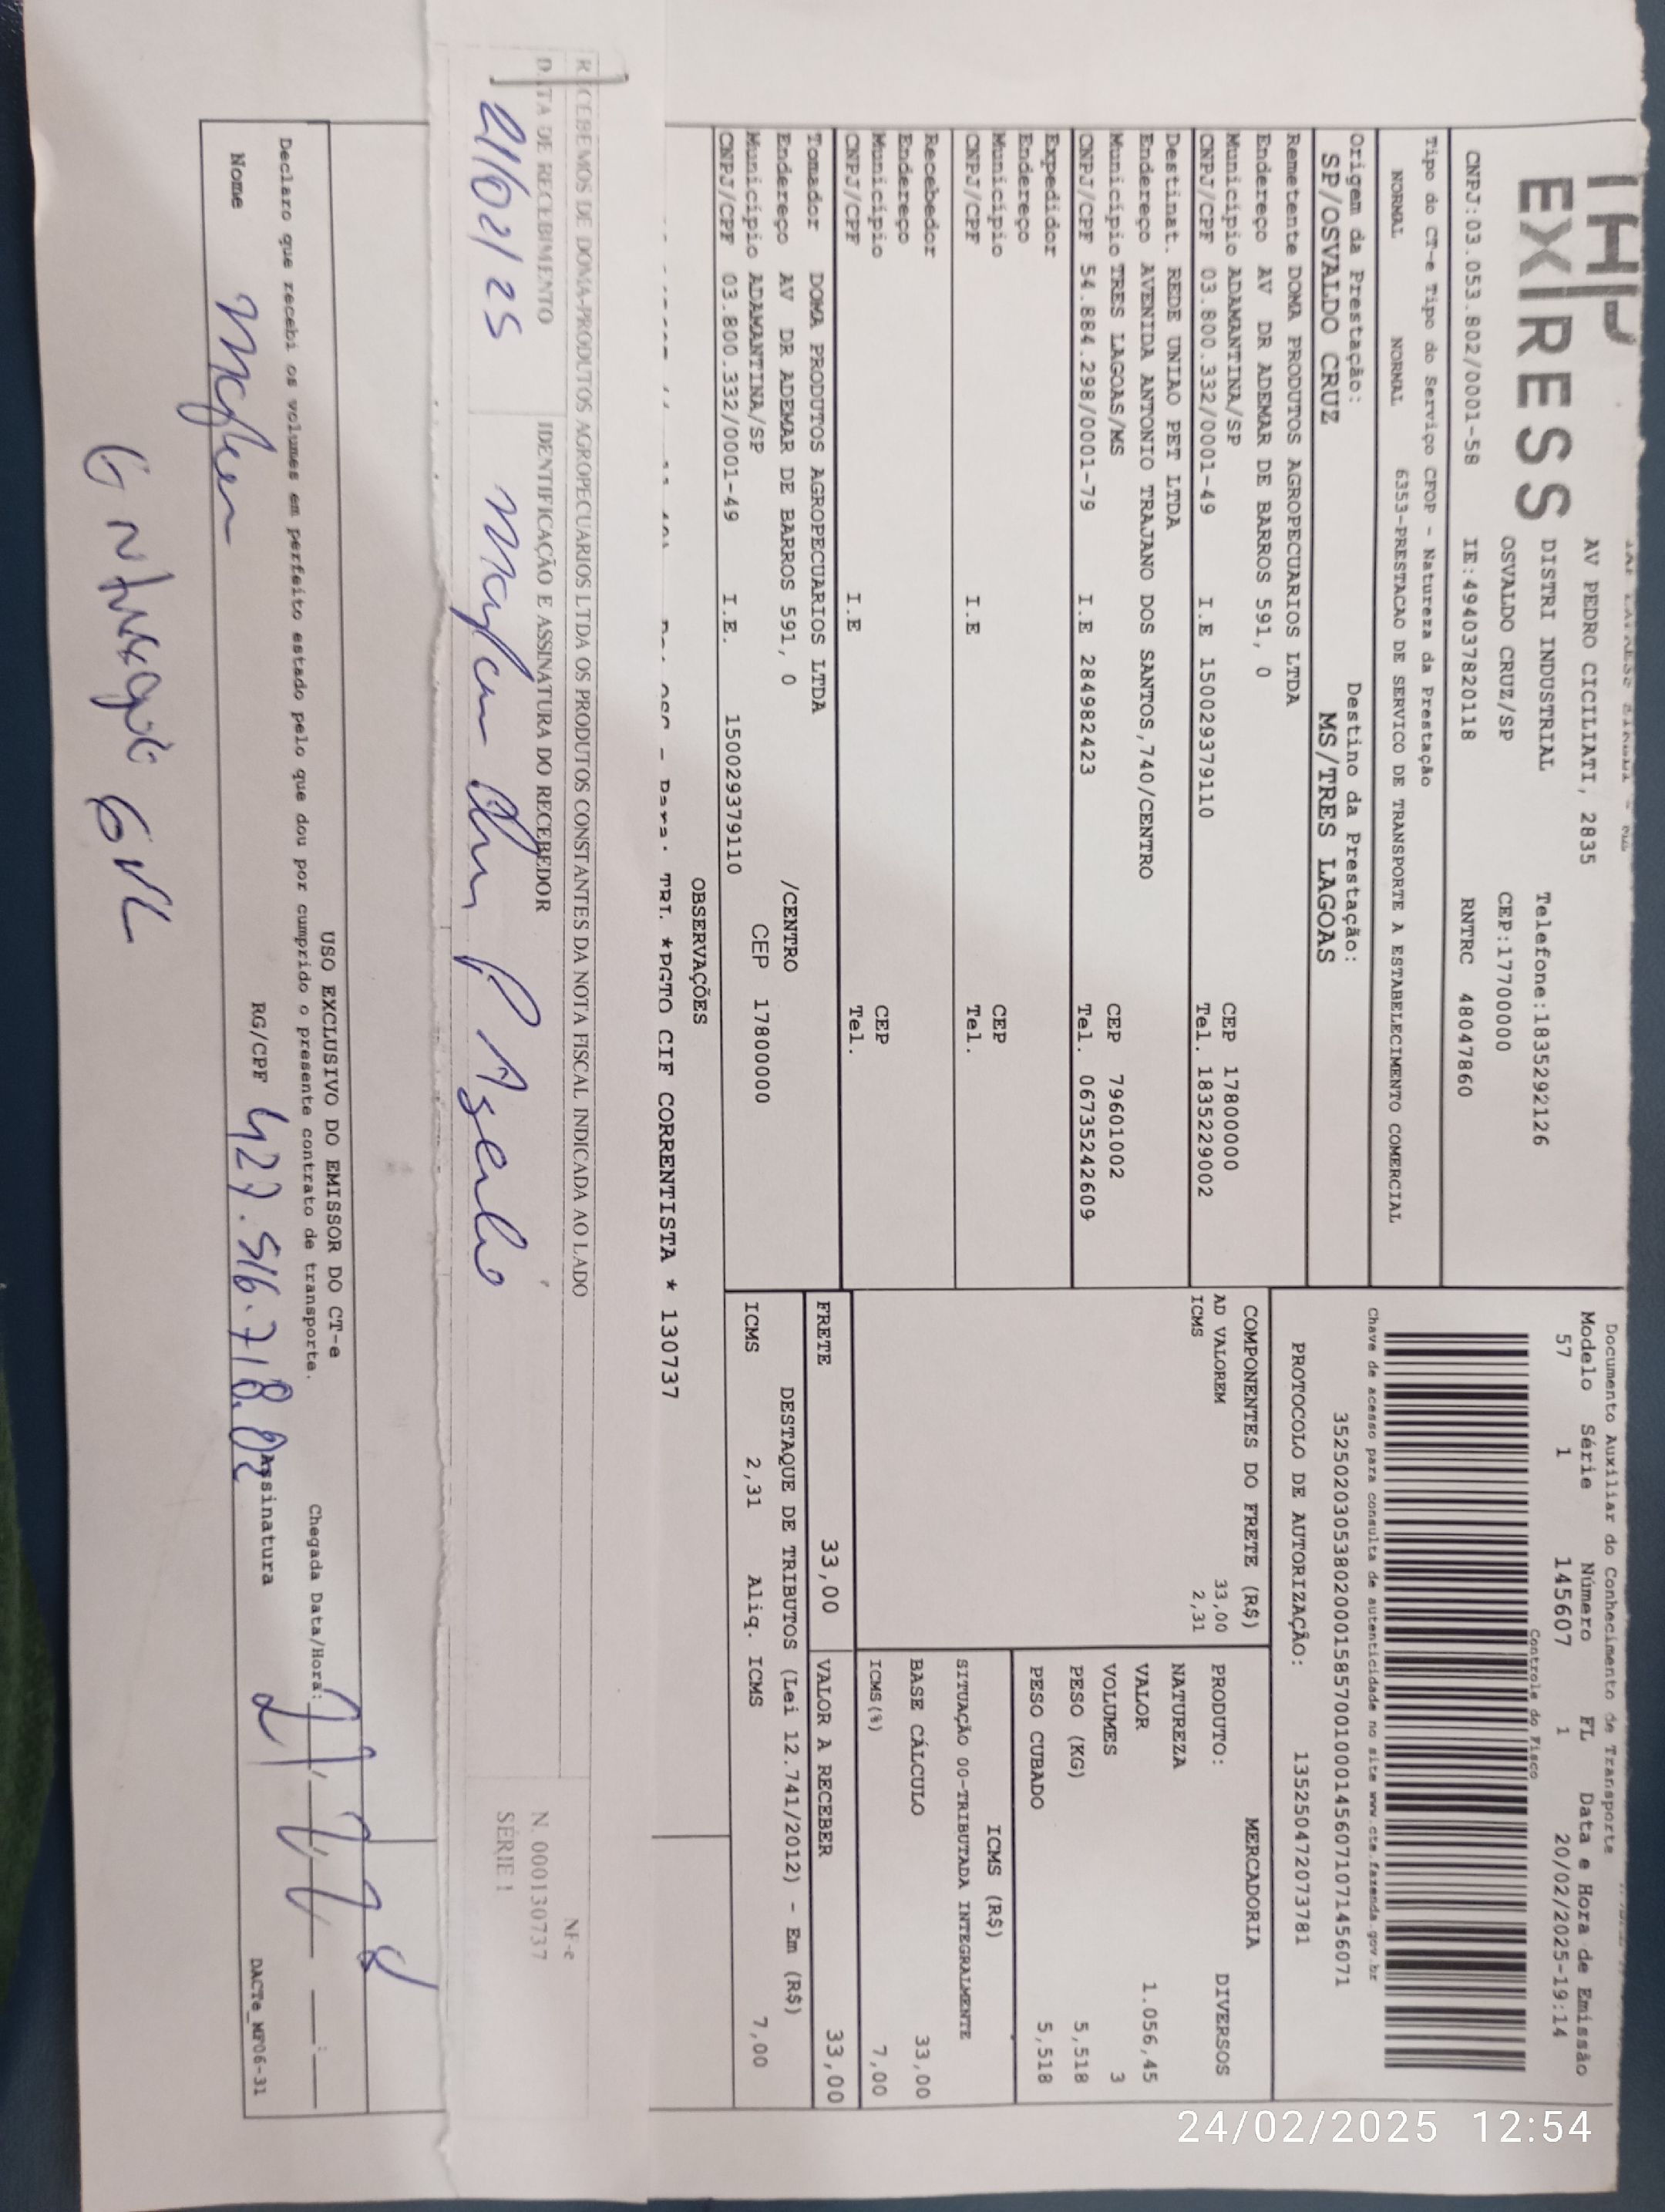 IHP
EXPRESS
AV PEDRO CICILIATI, 2835
DISTRI INDUSTRIAL Telefone:1835292126
OSVALDO CRUZ/SP CEP:17700000
CNPJ:03.053.802/0001-58 IE:494037820118 RNTRC 48047860
Tipo do CT-e Tipo do Serviço CFOP - Natureza da Prestação
NORMAL NORMAL 6353-PRESTACAO DE SERVICO DE TRANSPORTE A ESTABELECIMENTO COMERCIAL
Origem da Prestação: Destino da Prestação:
SP/OSVALDO CRUZ MS/TRES LAGOAS
Remetente DOMA PRODUTOS AGROPECUARIOS LTDA
Endereço AV DR ADEMAR DE BARROS 591, 0
Município ADAMANTINA/SP CEP 17800000
CNPJ/CPF 03.800.332/0001-49 I.E 150029379110 Tel. 1835229002
Destinat. REDE UNIAO PET LTDA
Endereço AVENIDA ANTONIO TRAJANO DOS SANTOS,740/CENTRO
Município TRES LAGOAS/MS CEP 79601002
CNPJ/CPF 54.884.298/0001-79 I.E 284982423 Tel. 06735242609
Expedidor
Endereço
Município CEP
CNPJ/CPF I.E Tel.
Recebedor
Endereço
Município CEP
CNPJ/CPF I.E Tel.
Tomador DOMA PRODUTOS AGROPECUARIOS LTDA
Endereço AV DR ADEMAR DE BARROS 591, 0 /CENTRO
Município ADAMANTINA/SP CEP 17800000
CNPJ/CPF 03.800.332/0001-49 I.E. 150029379110
Documento Auxiliar do Conhecimento de Transporte
Modelo Série Número FL Data e Hora de Emissão
57 1 145607 1 20/02/2025-19:14
Controle do Fisco
Chave de acesso para consulta de autenticidade no site www.cte.fazenda.gov.br
35250203053802000158570010001456071071456071
PROTOCOLO DE AUTORIZAÇÃO: 135250472073781
COMPONENTES DO FRETE (R$)
AD VALOREM 33,00
ICMS 2,31
MERCADORIA
PRODUTO: DIVERSOS
NATUREZA
VALOR 1.056,45
VOLUMES 3
PESO (KG) 5,518
PESO CUBADO 5,518
ICMS (R$)
SITUAÇÃO 00-TRIBUTADA INTEGRALMENTE
BASE CÁLCULO 33,00
ICMS(%) 7,00
FRETE 33,00 VALOR A RECEBER 33,00
DESTAQUE DE TRIBUTOS (Lei 12.741/2012) - Em (R$)
ICMS 2,31 Aliq. ICMS 7,00
OBSERVAÇÕES
*PGTO CIF CORRENTISTA * 130737
RECEBEMOS DE DOMA-PRODUTOS AGROPECUARIOS LTDA OS PRODUTOS CONSTANTES DA NOTA FISCAL INDICADA AO LADO
DATA DE RECEBIMENTO IDENTIFICAÇÃO E ASSINATURA DO RECEBEDOR
21/02/25
NF-e
N. 000130737
SÉRIE 1
USO EXCLUSIVO DO EMISSOR DO CT-e
Declaro que recebi os volumes em perfeito estado pelo que dou por cumprido o presente contrato de transporte.
Chegada Data/Hora:
Nome RG/CPF 427.516.718.02 Assinatura
DACTe_MF06-31
24/02/2025 12:54